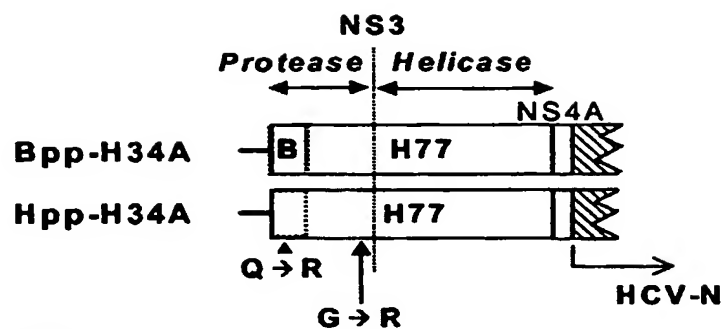 NS3
Protease Helicase
NS4A
Bpp-H34A B H77
Hpp-H34A H77
Q → R
HCV-N
G → R